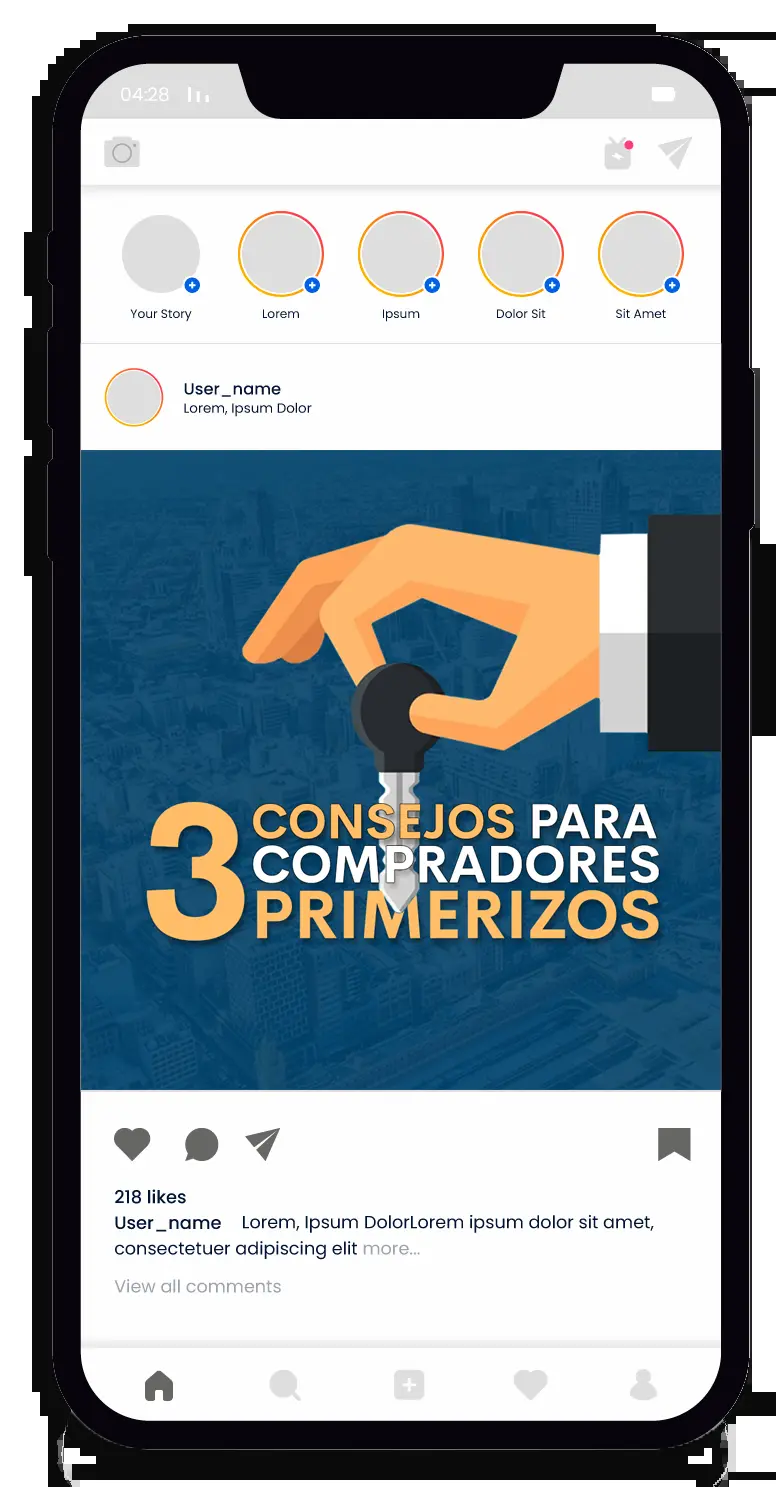 04:28
Your Story
Lorem
Ipsum
Dolor Sit
Sit Amet
User_name
Lorem, Ipsum Dolor
3 CONSEJOS PARA
COMPRADORES
PRIMERIZOS
218 likes
User_name Lorem, Ipsum DolorLorem ipsum dolor sit amet,
consectetuer adipiscing elit more...
View all comments